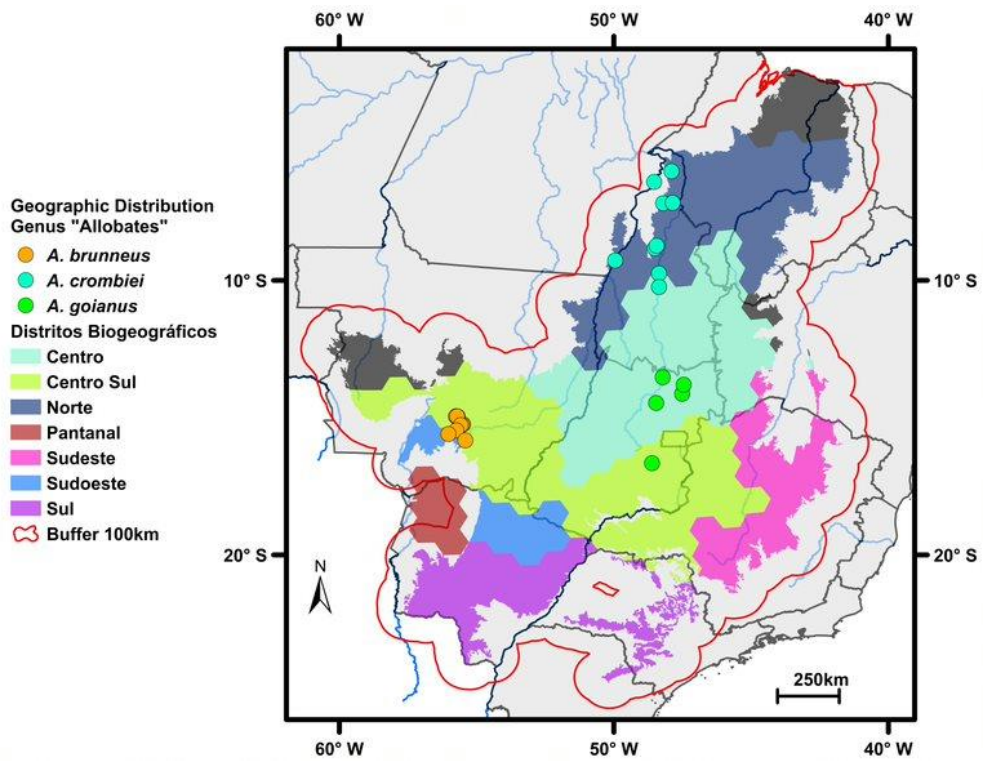 60° W 50° W 40° W
Geographic Distribution
Genus "Allobates"
A. brunneus
A. crombiei
A. goianus
Distritos Biogeográficos
Centro
Centro Sul
Norte
Pantanal
Sudeste
Sudoeste
Sul
Buffer 100km
10° S 10° S
20° S 20° S
N
250km
60° W 50° W 40° W